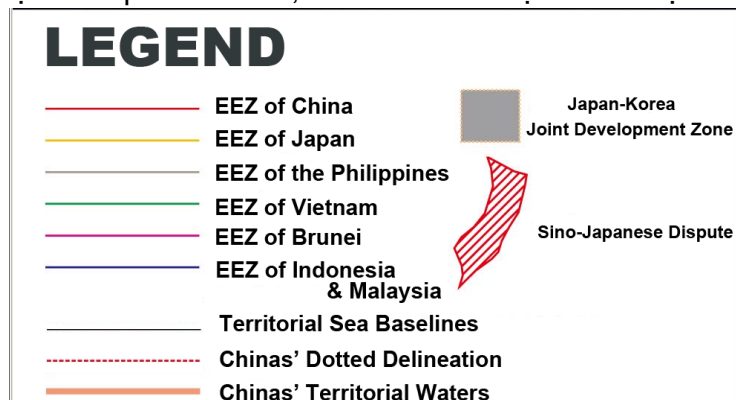 LEGEND
EEZ of China
EEZ of Japan
EEZ of the Philippines
EEZ of Vietnam
EEZ of Brunei
EEZ of Indonesia
& Malaysia
Territorial Sea Baselines
Chinas’ Dotted Delineation
Chinas’ Territorial Waters
Japan-Korea
Joint Development Zone
Sino-Japanese Dispute